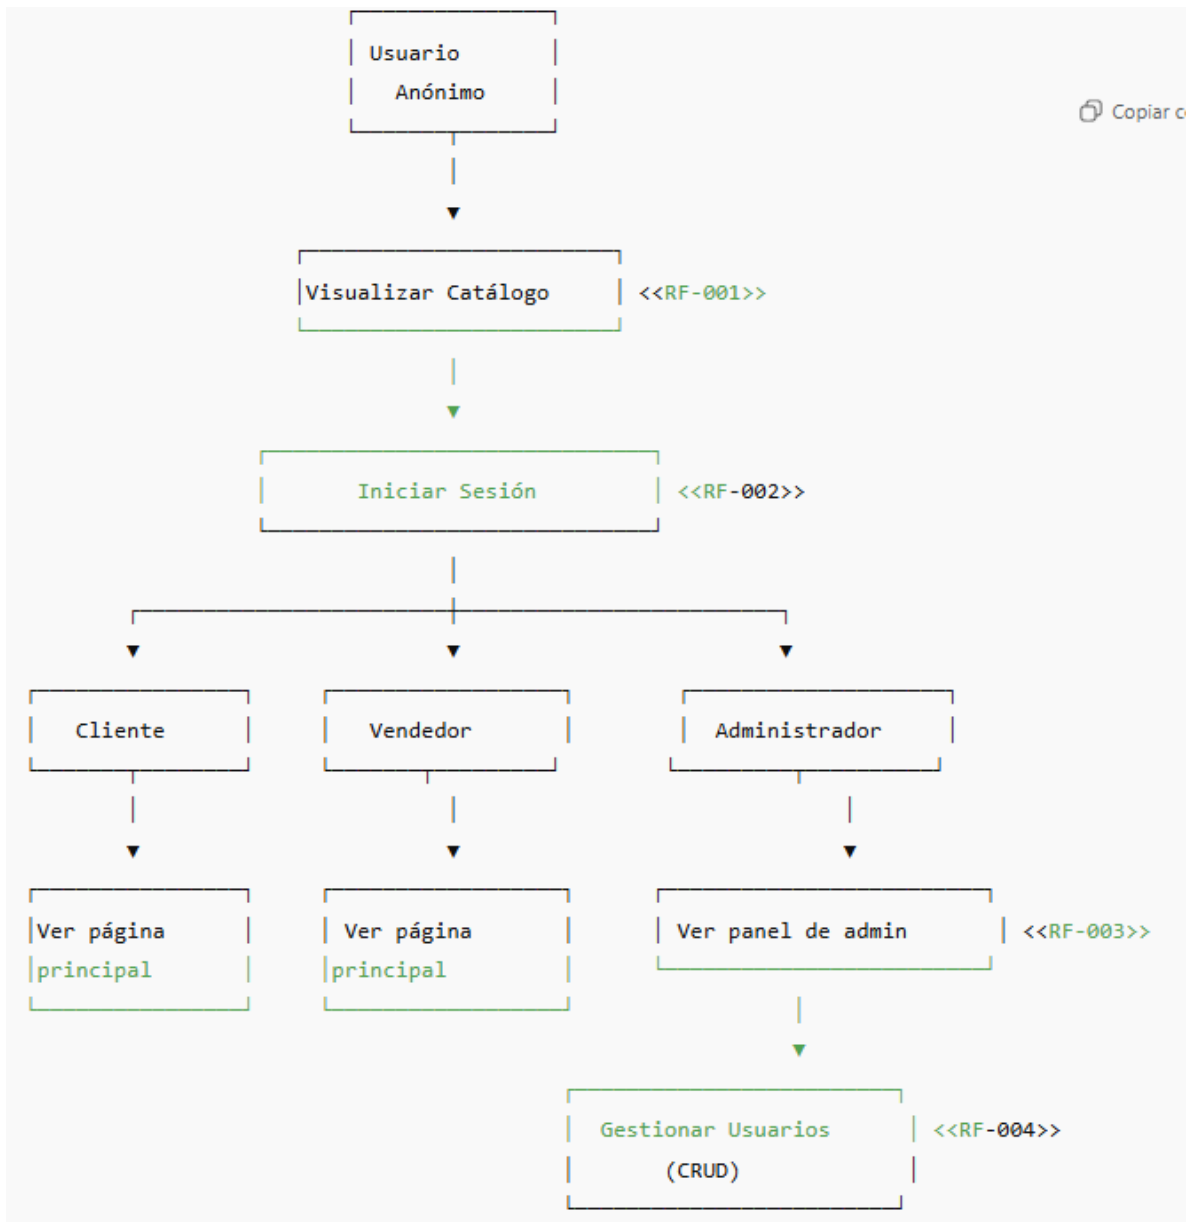 Usuario
Anónimo
Copiar c
Visualizar Catálogo <<RF-001>>
Iniciar Sesión <<RF-002>>
Cliente Vendedor Administrador
Ver página Ver página Ver panel de admin <<RF-003>>
principal principal
Gestionar Usuarios <<RF-004>>
(CRUD)